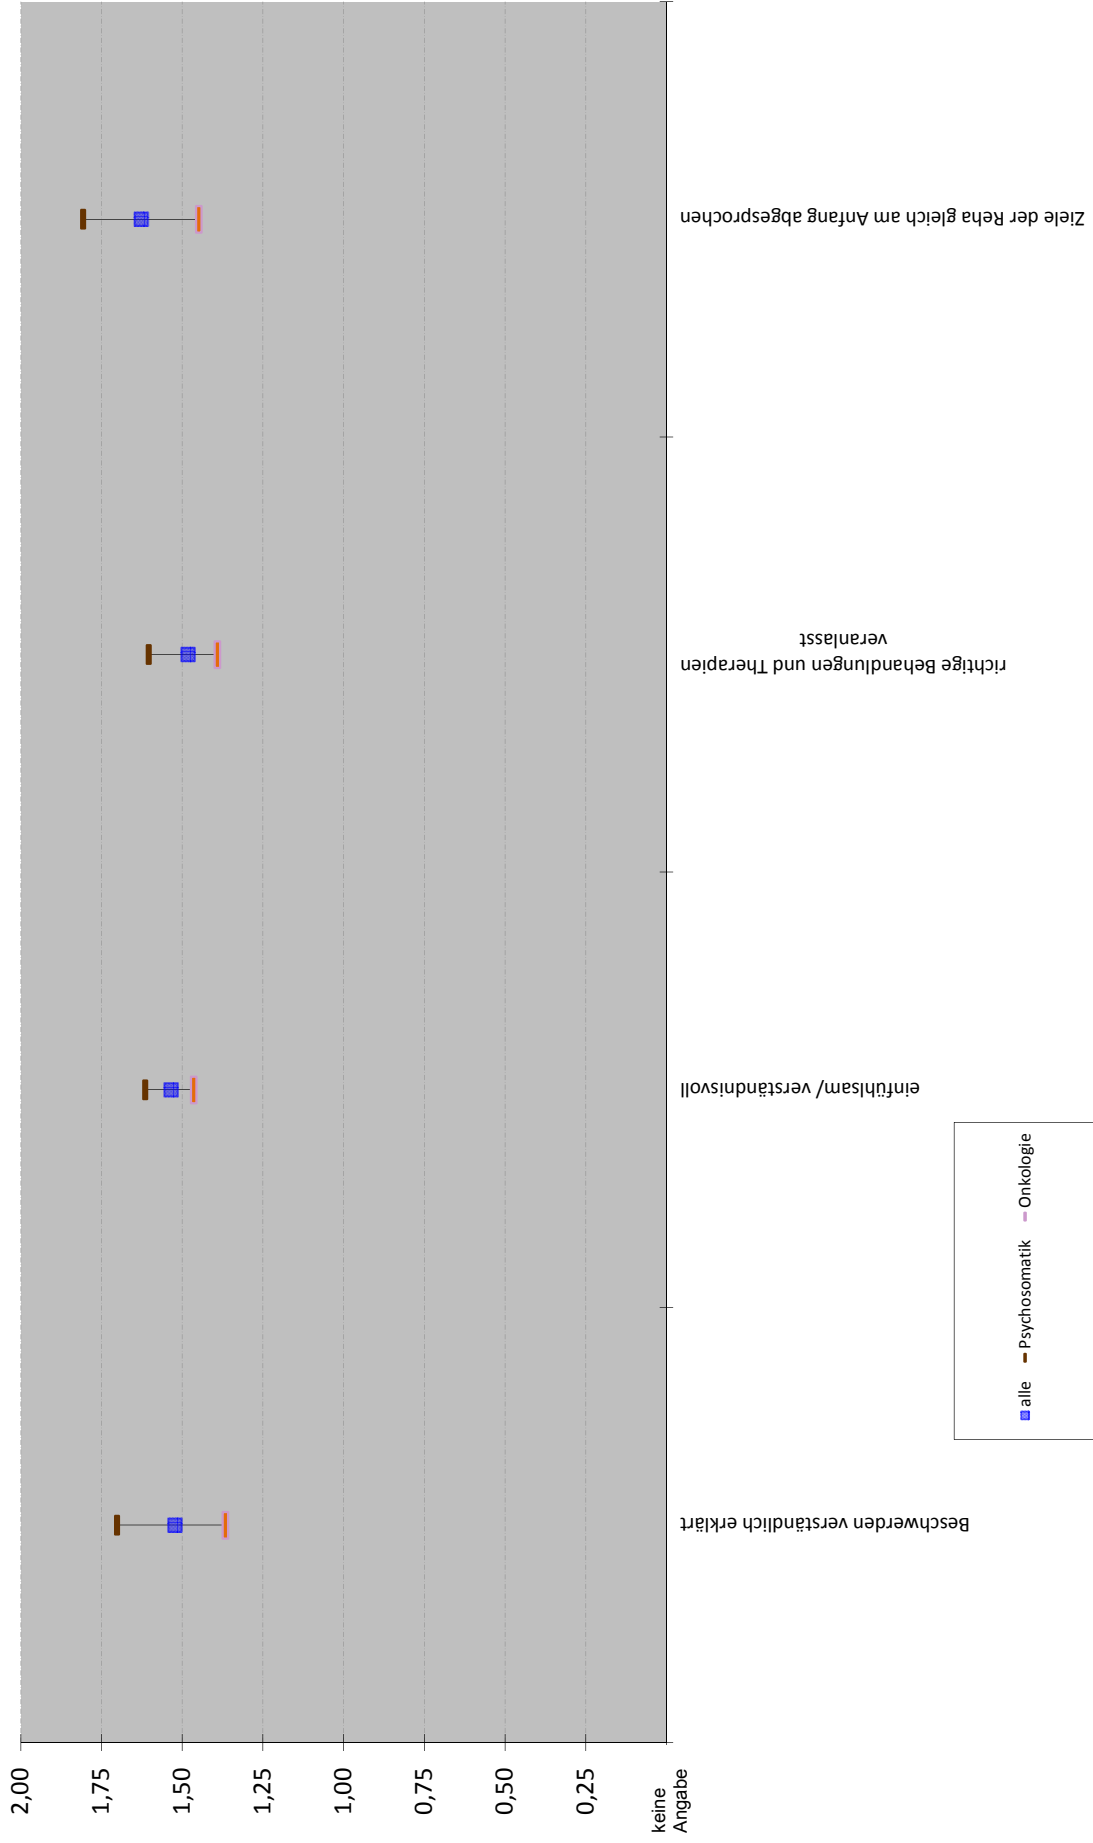 2,00
1,75
1,50
1,25
1,00
0,75
0,50
0,25
keine
Angabe
Beschwerden verständlich erklärt
einfühlsam/ verständnisvoll
richtige Behandlungen und Therapien
veranlasst
Ziele der Reha gleich am Anfang abgesprochen
alle Psychosomatik Onkologie